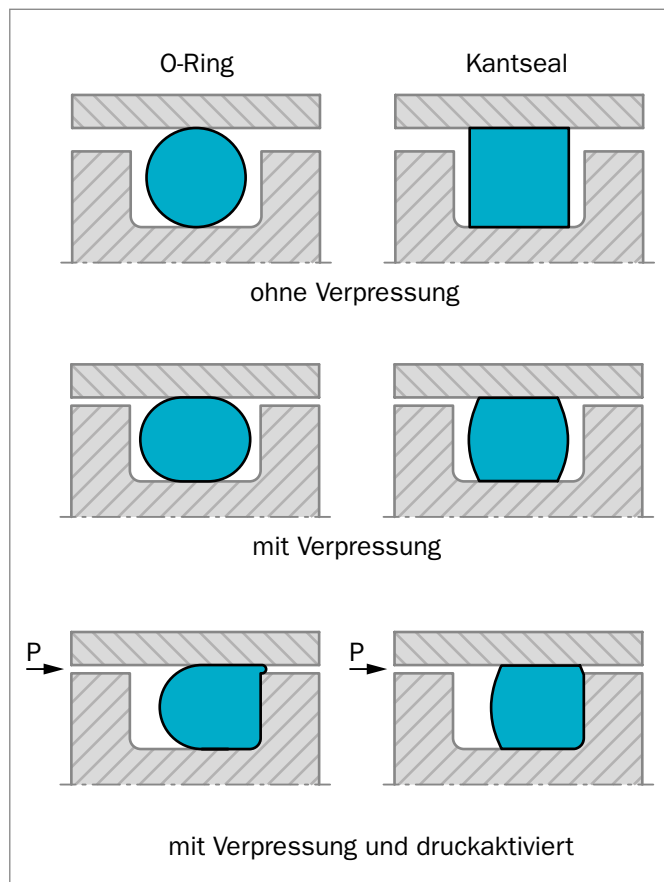 O-Ring
Kantseal
ohne Verpressung
mit Verpressung
P
P
mit Verpressung und druckaktiviert